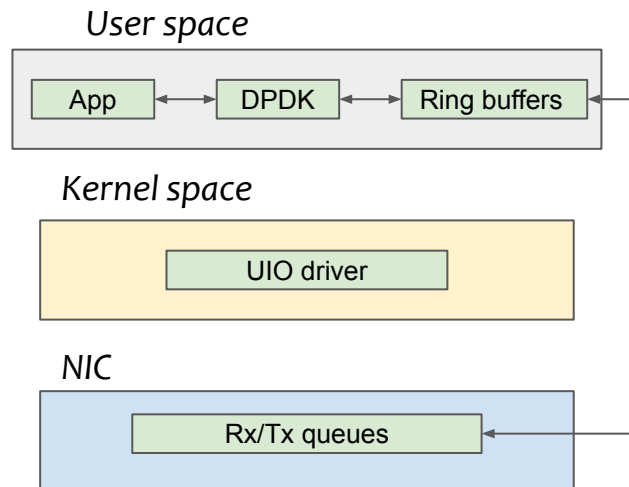 User space
App
DPDK
Ring buffers
Kernel space
UIO driver
NIC
Rx/Tx queues